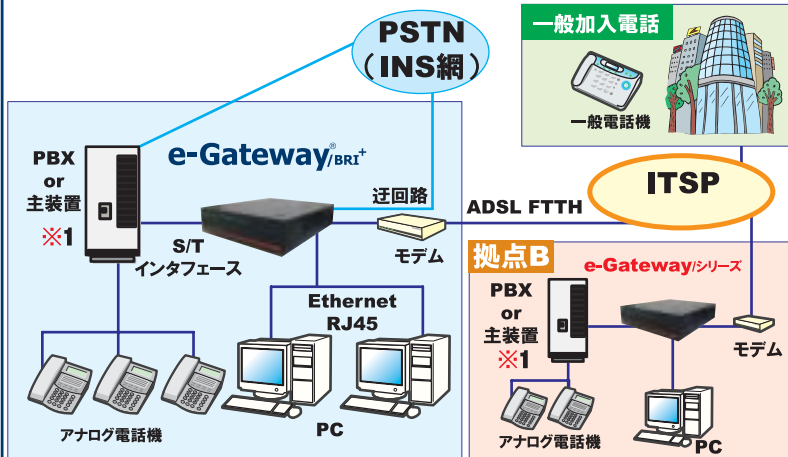 PSTN
（INS網）
一般加入電話
一般電話機
PBX
or
主装置
※1
e-Gateway®/BRI+
迂回路
S/T
インタフェース
モデム
ADSL FTTH
ITSP
Ethernet
RJ45
アナログ電話機
PC
拠点B
e-Gateway/シリーズ
PBX
or
主装置
※1
モデム
アナログ電話機
PC